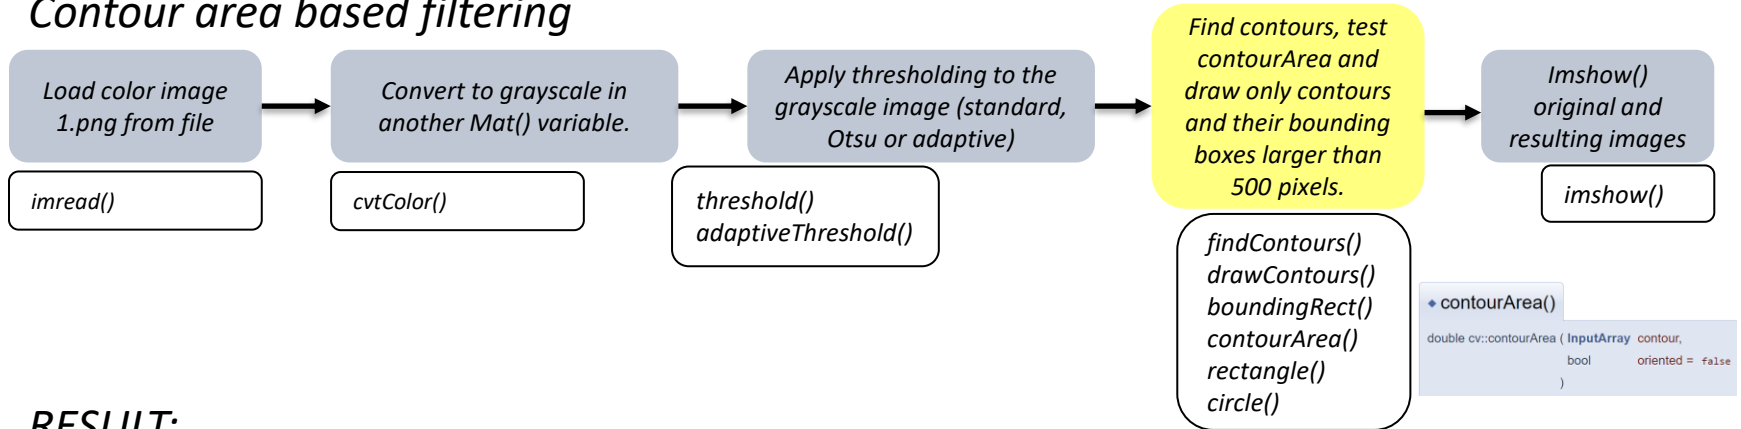 Contour area based filtering
Load color image
1.png from file
imread()
Convert to grayscale in
another Mat() variable.
cvtColor()
Apply thresholding to the
grayscale image (standard,
Otsu or adaptive)
threshold()
adaptiveThreshold()
Find contours, test
contourArea and
draw only contours
and their bounding
boxes larger than
500 pixels.
findContours()
drawContours()
boundingRect()
contourArea()
rectangle()
circle()
Imshow()
original and
resulting images
imshow()
contourArea()
double cv::contourArea ( InputArray contour,
bool oriented = false
)
RESULT: